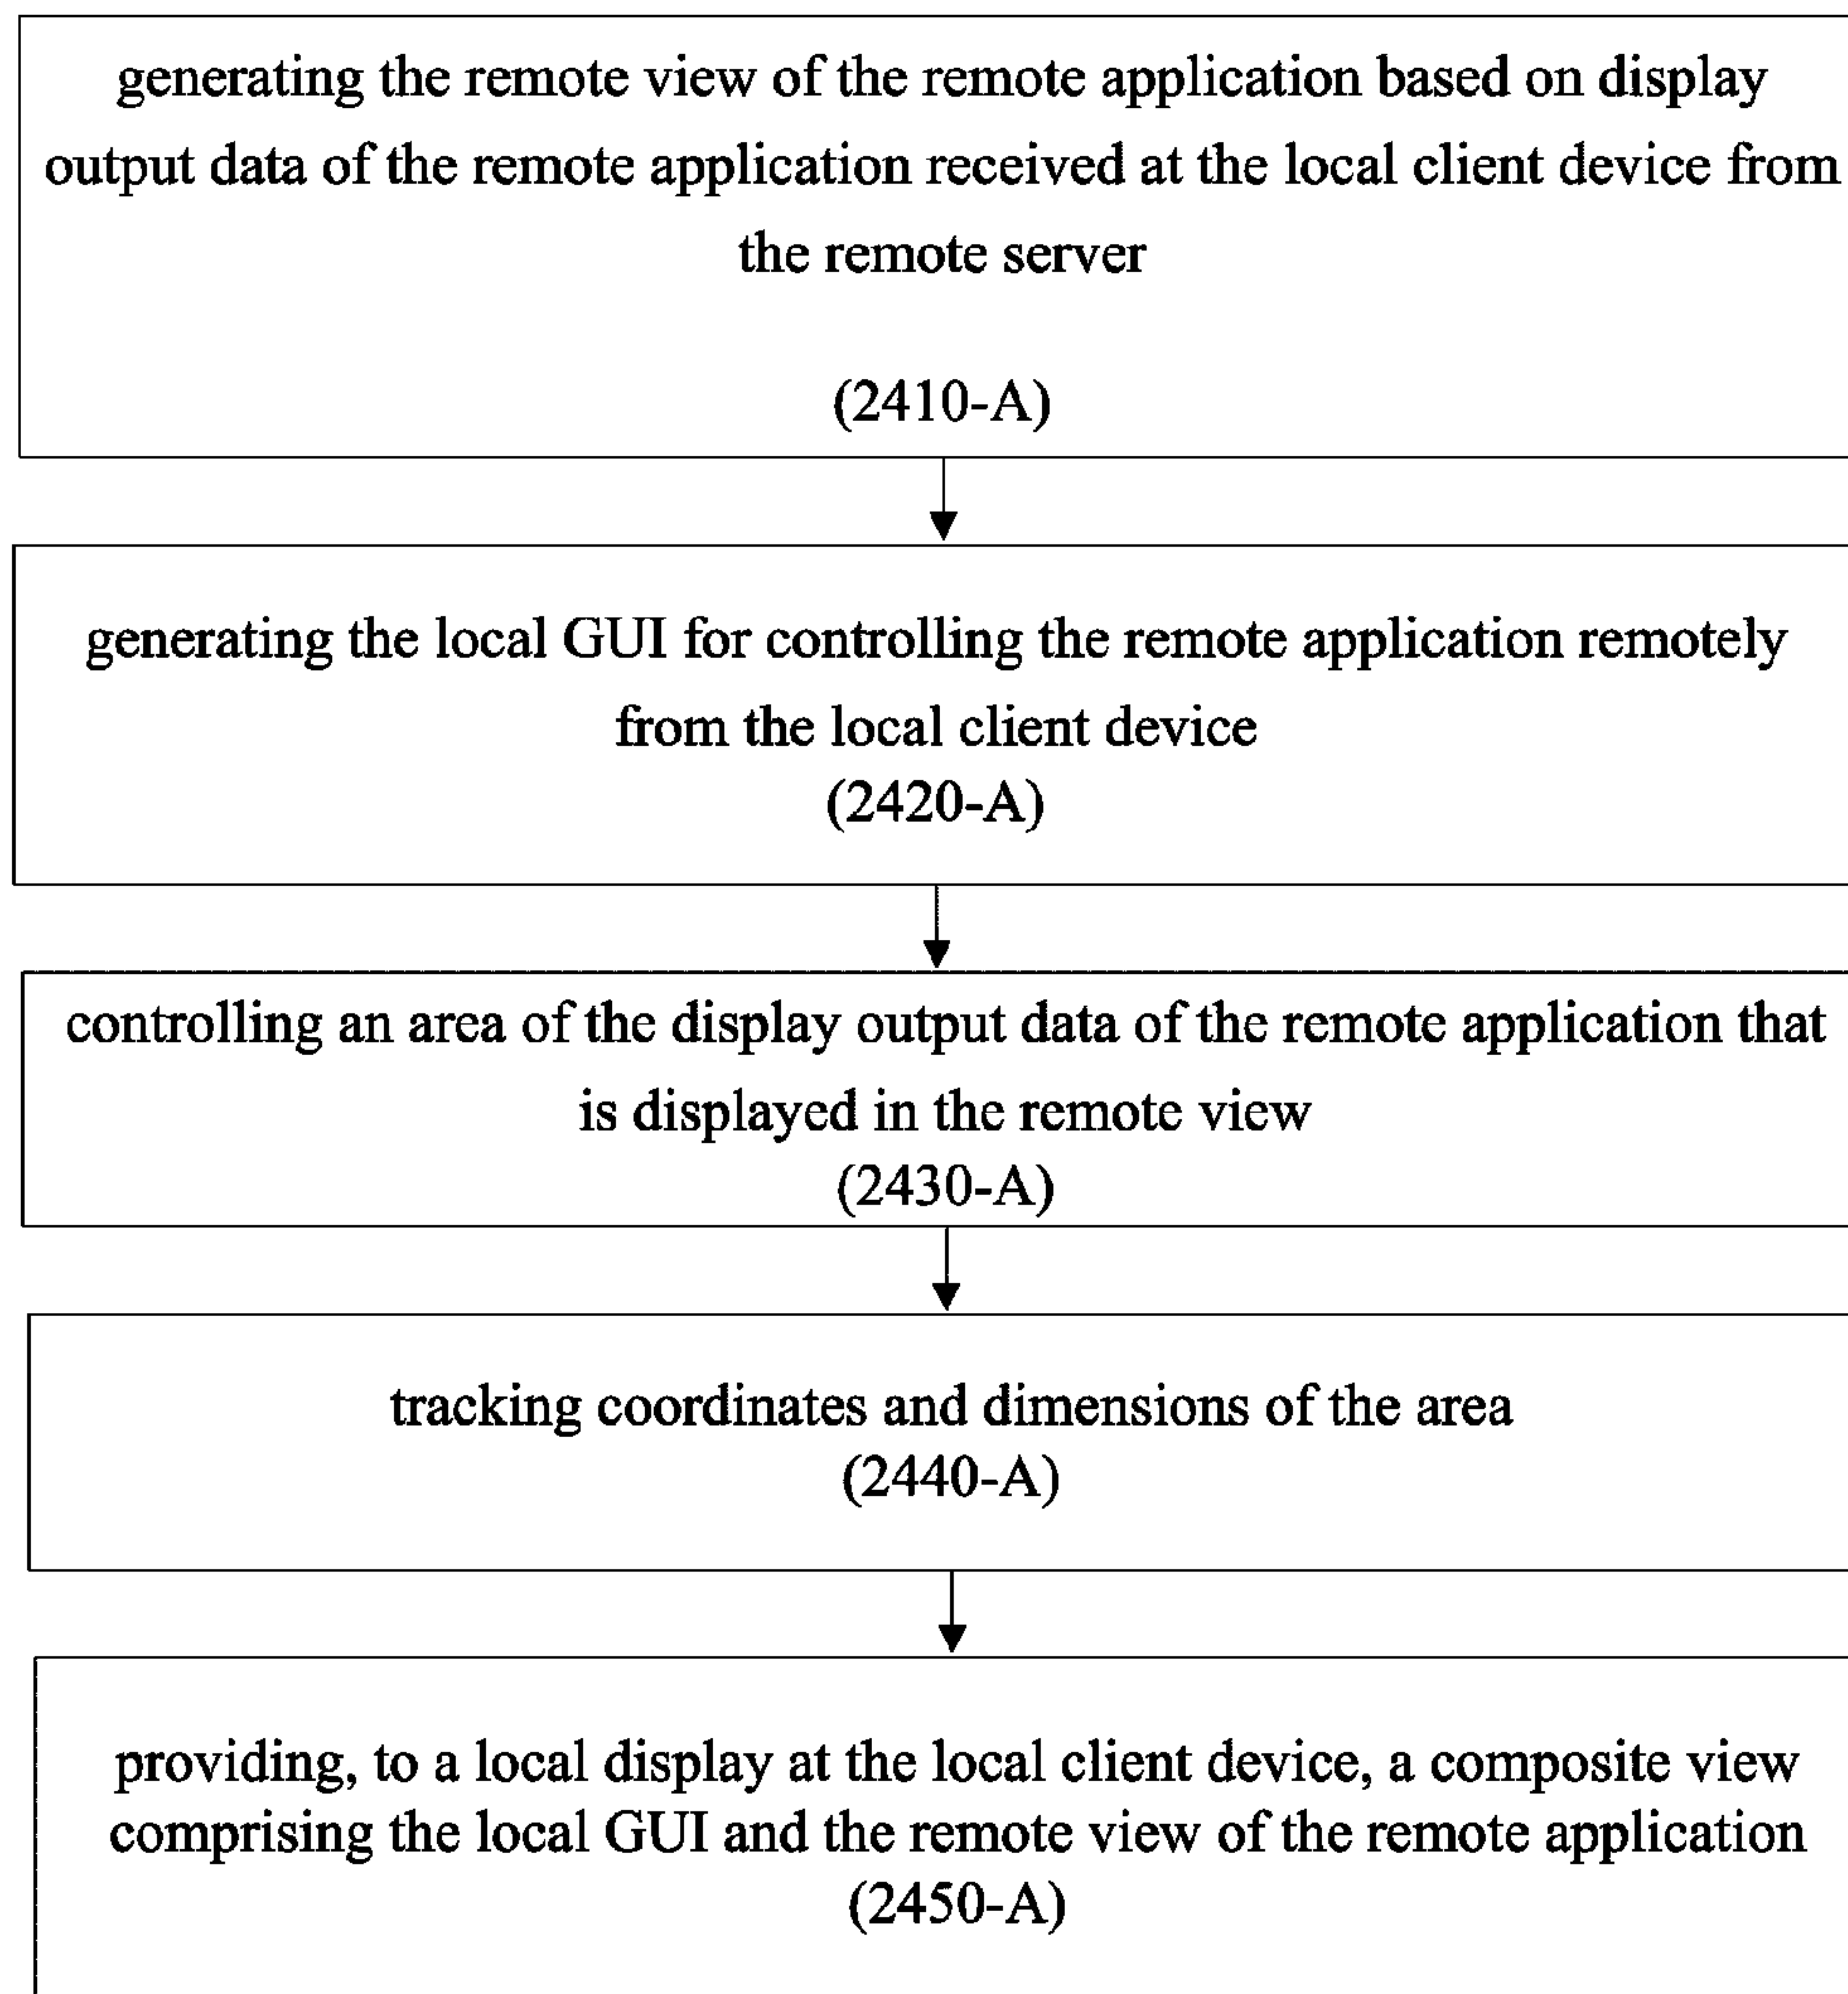 generating the remote view of the remote application based on display
output data of the remote application received at the local client device from
the remote server
(2410-A)
generating the local GUI for controlling the remote application remotely
from the local client device
(2420-A)
controlling an area of the display output data of the remote application that
is displayed in the remote view
(2430-A)
tracking coordinates and dimensions of the area
(2440-A)
providing, to a local display at the local client device, a composite view
comprising the local GUI and the remote view of the remote application
(2450-A)